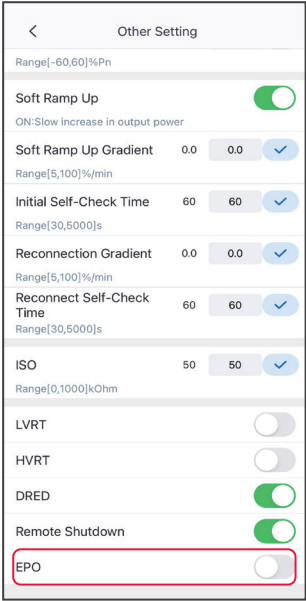 Other Setting
Range[-60,60]%Pn
Soft Ramp Up
ON:Slow increase in output power
Soft Ramp Up Gradient 0.0 0.0
Range[5,100]%/min
Initial Self-Check Time 60 60
Range[30,5000]s
Reconnection Gradient 0.0 0.0
Range[5,100]%/min
Reconnect Self-Check
Time 60 60
Range[30,5000]s
ISO 50 50
Range[0,1000]kOhm
LVRT
HVRT
DRED
Remote Shutdown
EPO